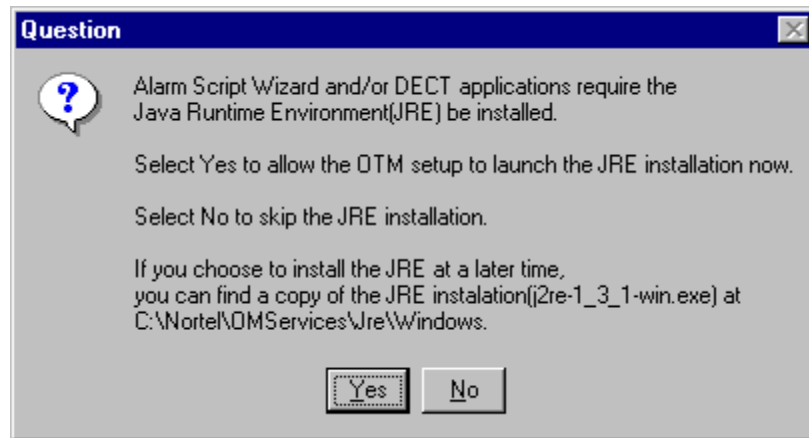 Question
?
Alarm Script Wizard and/or DECT applications require the
Java Runtime Environment(JRE) be installed.
Select Yes to allow the OTM setup to launch the JRE installation now.
Select No to skip the JRE installation.
If you choose to install the JRE at a later time,
you can find a copy of the JRE instalation(j2re-1_3_1-win.exe) at
C:\Nortel\OMServices\Jre\Windows.
Yes No